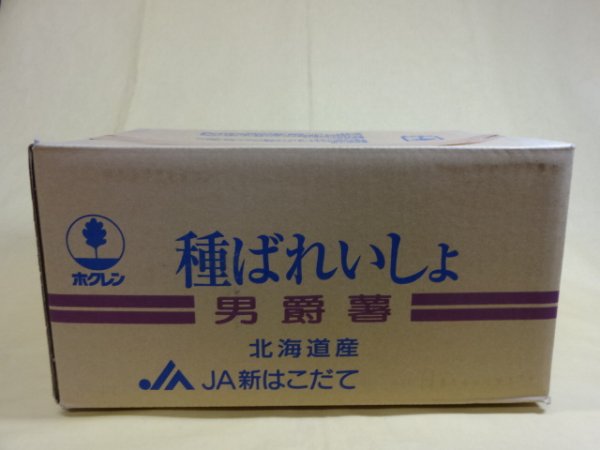 ホクレン
種ばれいしょ
男爵薯
北海道産
JA JA新はこだて